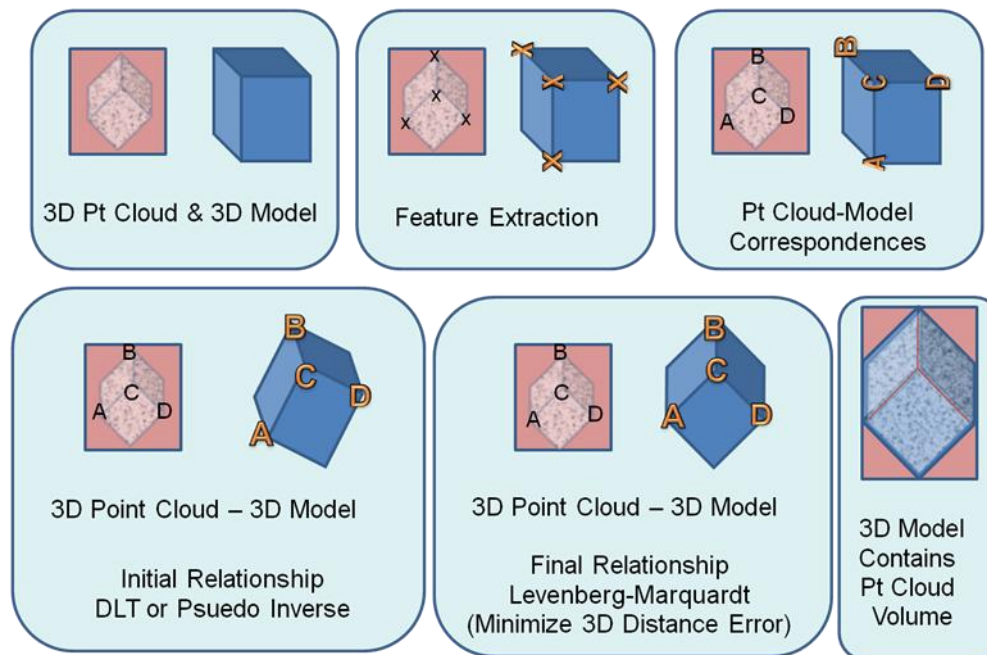 3D Pt Cloud & 3D Model
x
x
x x
X
X X
X
Feature Extraction
B
C
A D
B
C D
A
Pt Cloud-Model
Correspondences
B
C
A D
B
C
D
A
3D Point Cloud – 3D Model
Initial Relationship
DLT or Psuedo Inverse
B
C
A D
B
C
A D
3D Point Cloud – 3D Model
Final Relationship
Levenberg-Marquardt
(Minimize 3D Distance Error)
3D Model
Contains
Pt Cloud
Volume